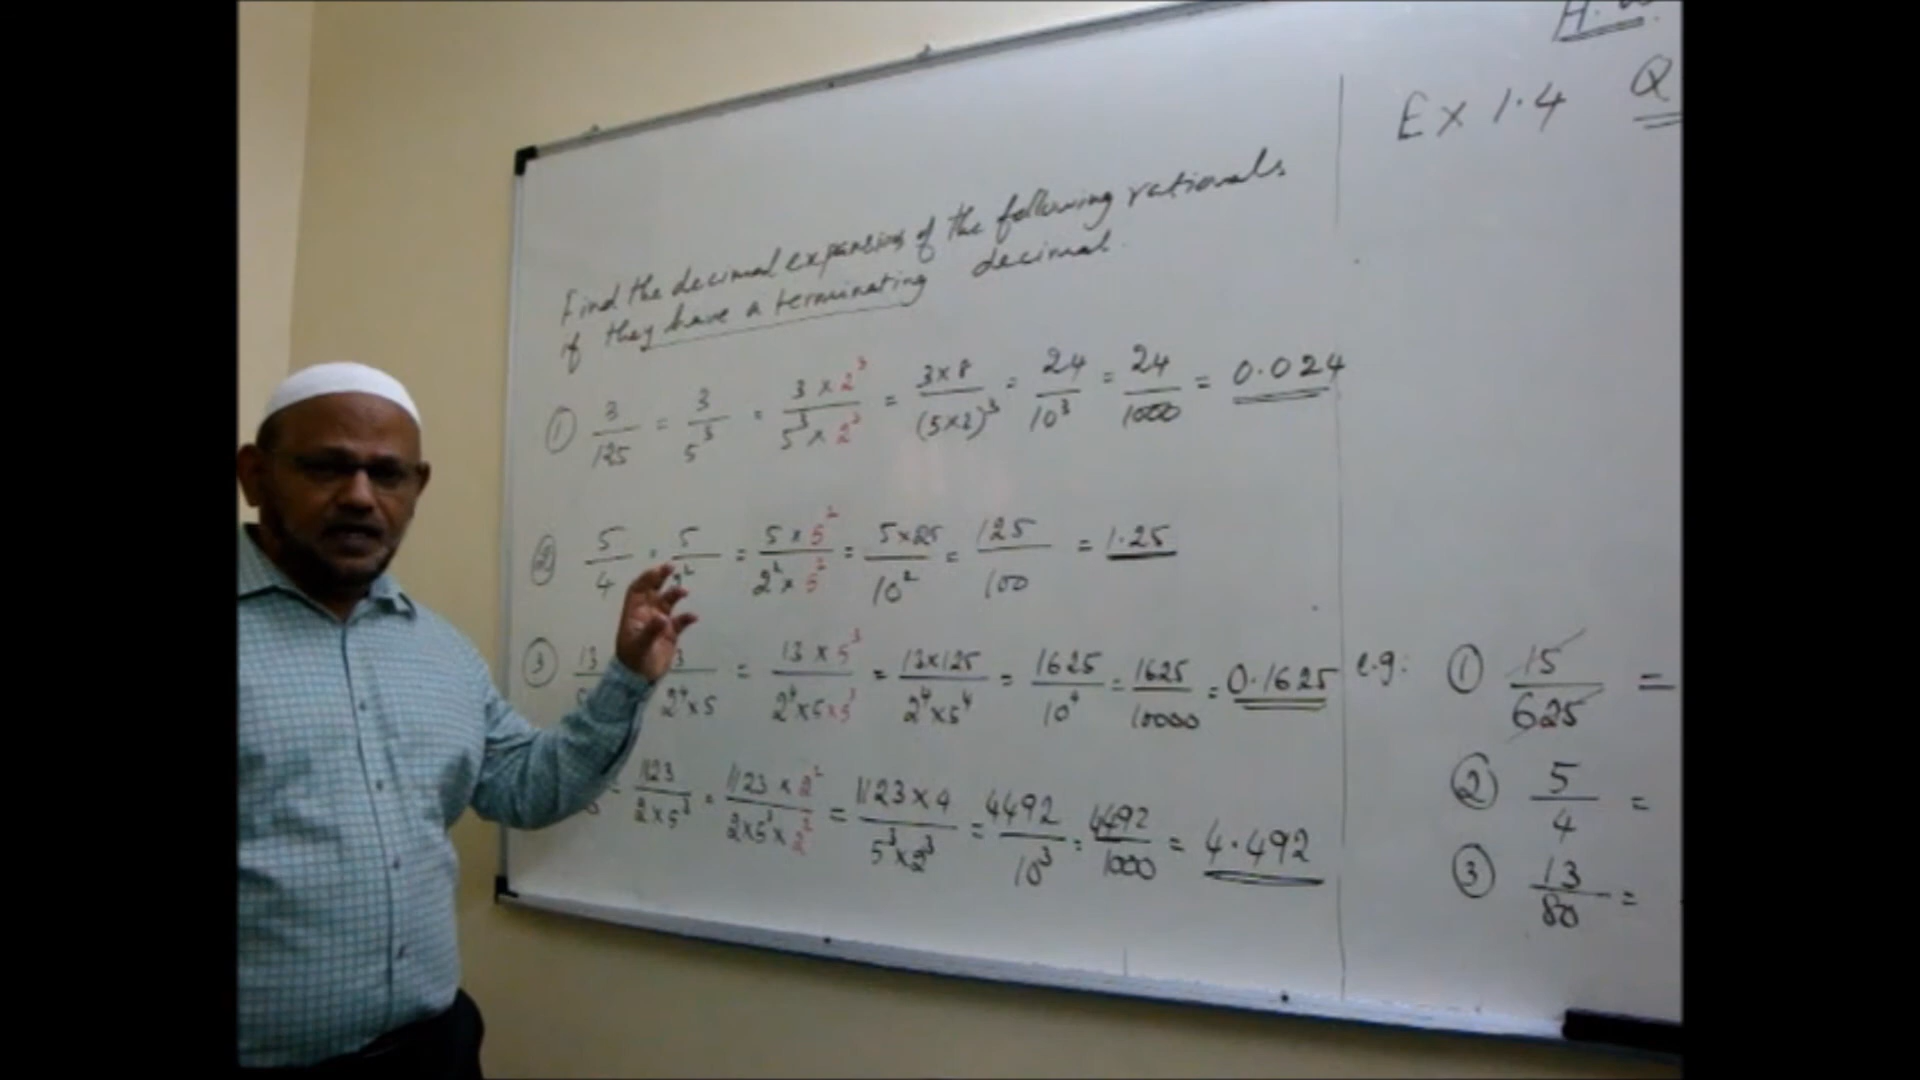 Find the decimal expansion of the following rationals.
if they have a terminating decimal.
① 3/125 = 3/5³ = 3 × 2³/5³ × 2³ = 3×8/(5×2)³ = 24/10³ = 24/1000 = 0.024
② 5/4 = 5/2² = 5 × 5²/2² × 5² = 5×25/10² = 125/100 = 1.25
③ 13/ /2⁴×5 = 13 × 5³/2⁴×5×5³ = 13×125/2⁴×5⁴ = 1625/10⁴ = 1625/10000 = 0.1625
= 1123/2×5³ = 1123 × 2²/2×5³×2² = 1123×4/5³×2³ = 4492/10³ = 4492/1000 = 4.492
Ex 1.4 Q
e.g: ① 15/625 =
② 5/4 =
③ 13/80 =